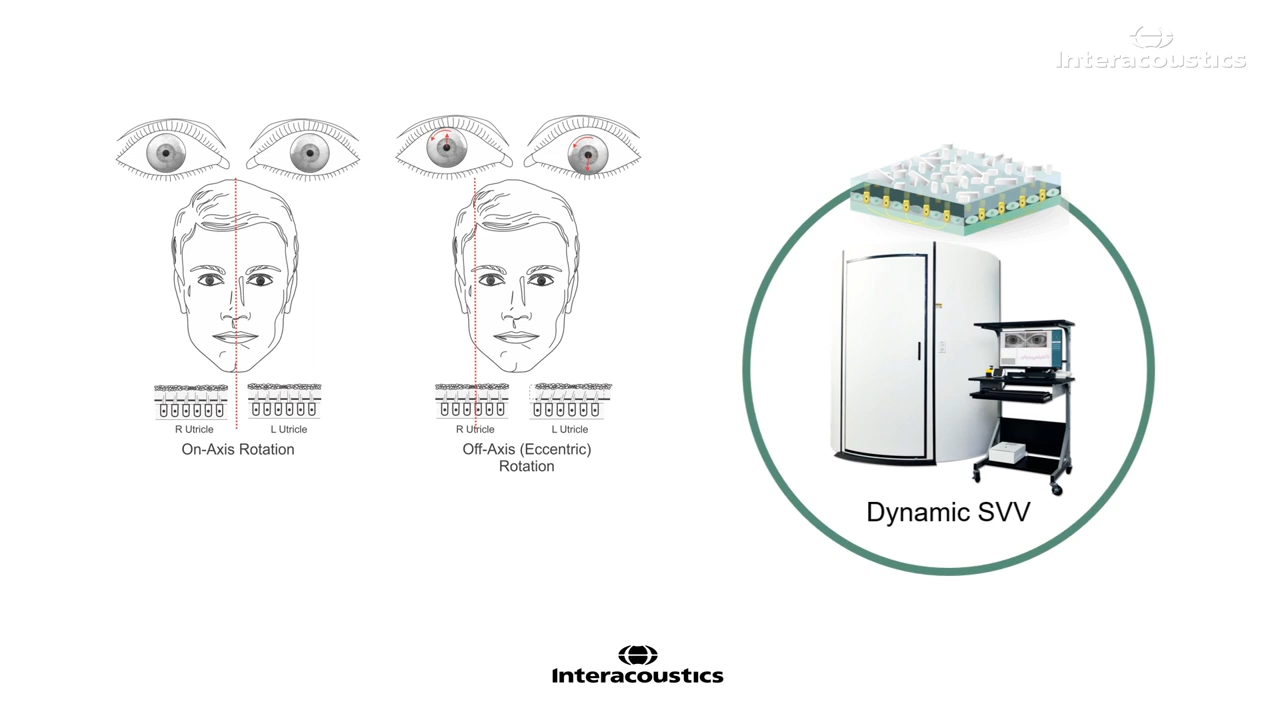 Interacoustics
R Utricle
L Utricle
On-Axis Rotation
R Utricle
L Utricle
Off-Axis (Eccentric)
Rotation
Dynamic SVV
Interacoustics